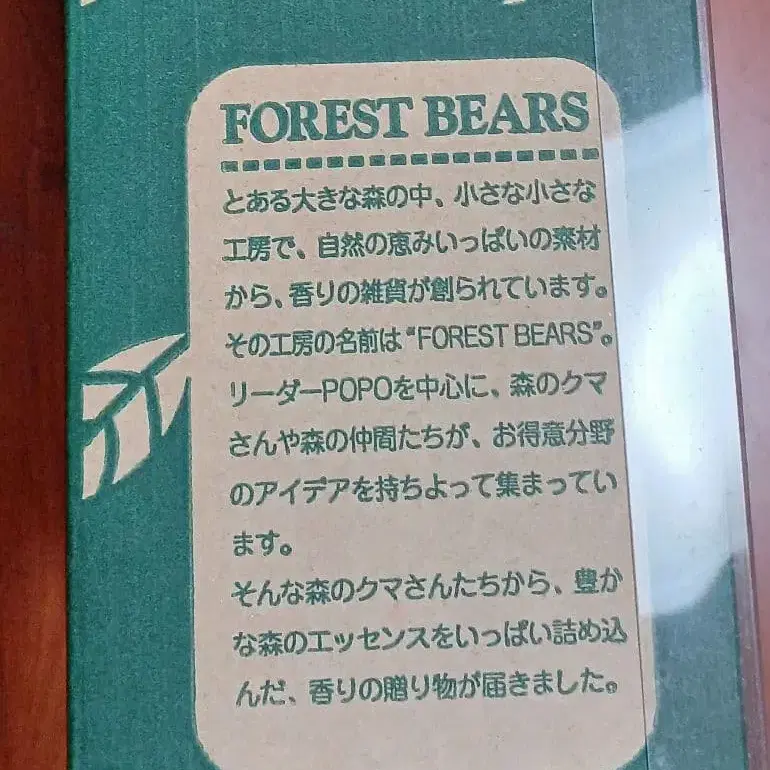 FOREST BEARS
とある大きな森の中、小さな小さな
工房で、自然の恵みいっぱいの素材
から、香りの雑貨が創られています。
その工房の名前は“FOREST BEARS”。
リーダーPOPOを中心に、森のクマ
さんや森の仲間たちが、お得意分野
のアイデアを持ちよって集まってい
ます。
そんな森のクマさんたちから、豊か
な森のエッセンスをいっぱい詰め込
んだ、香りの贈り物が届きました。